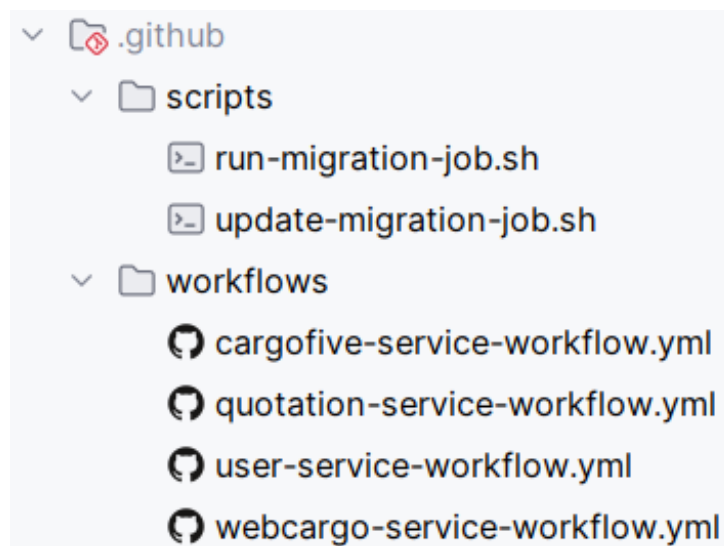 .github
scripts
run-migration-job.sh
update-migration-job.sh
workflows
cargofive-service-workflow.yml
quotation-service-workflow.yml
user-service-workflow.yml
webcargo-service-workflow.yml